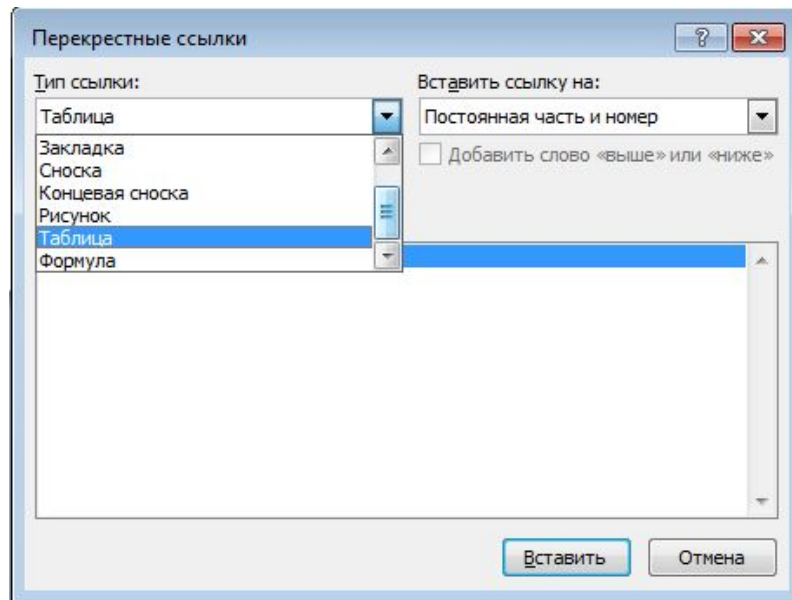 Перекрестные ссылки
Тип ссылки:
Вставить ссылку на:
Таблица
Постоянная часть и номер
Закладка
Добавить слово «выше» или «ниже»
Сноска
Концевая сноска
Рисунок
Таблица
Формула
Вставить
Отмена